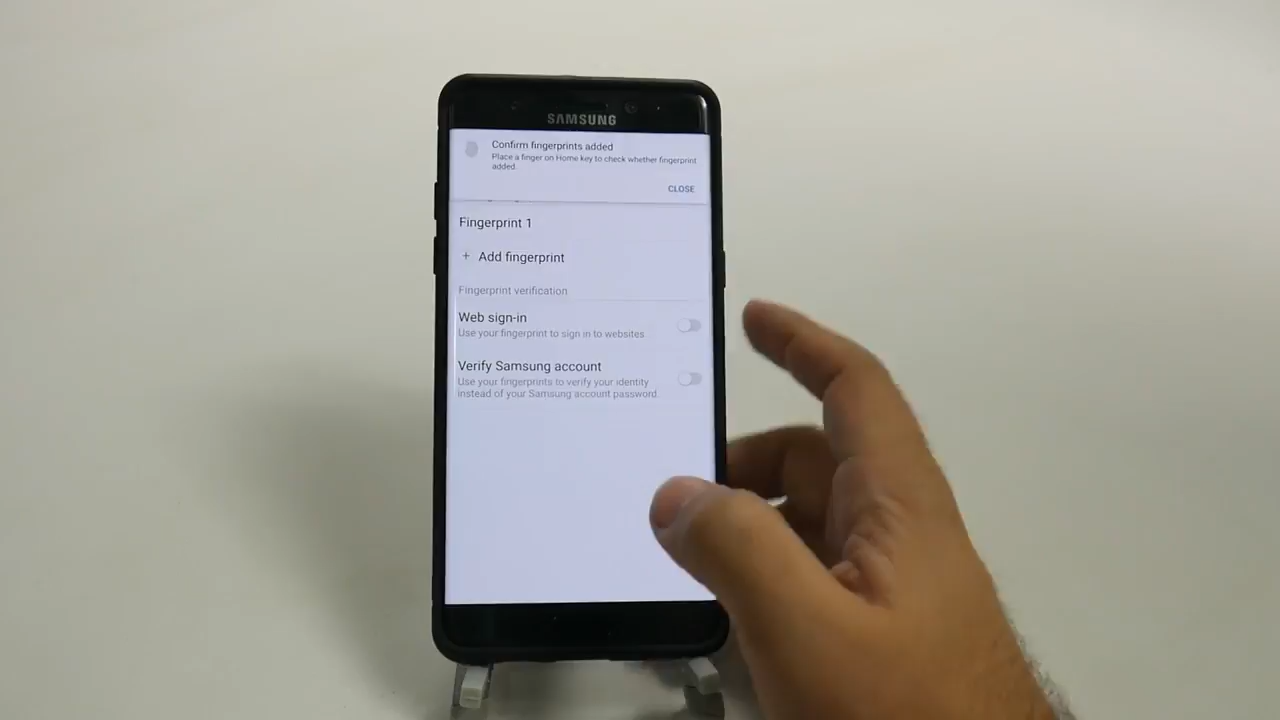 SAMSUNG
Confirm fingerprints added
Place a finger on Home key to check whether fingerprint
added.
CLOSE
Fingerprint 1
+ Add fingerprint
Fingerprint verification
Web sign-in
Use your fingerprint to sign in to websites
Verify Samsung account
Use your fingerprints to verify your identity
instead of your Samsung account password.